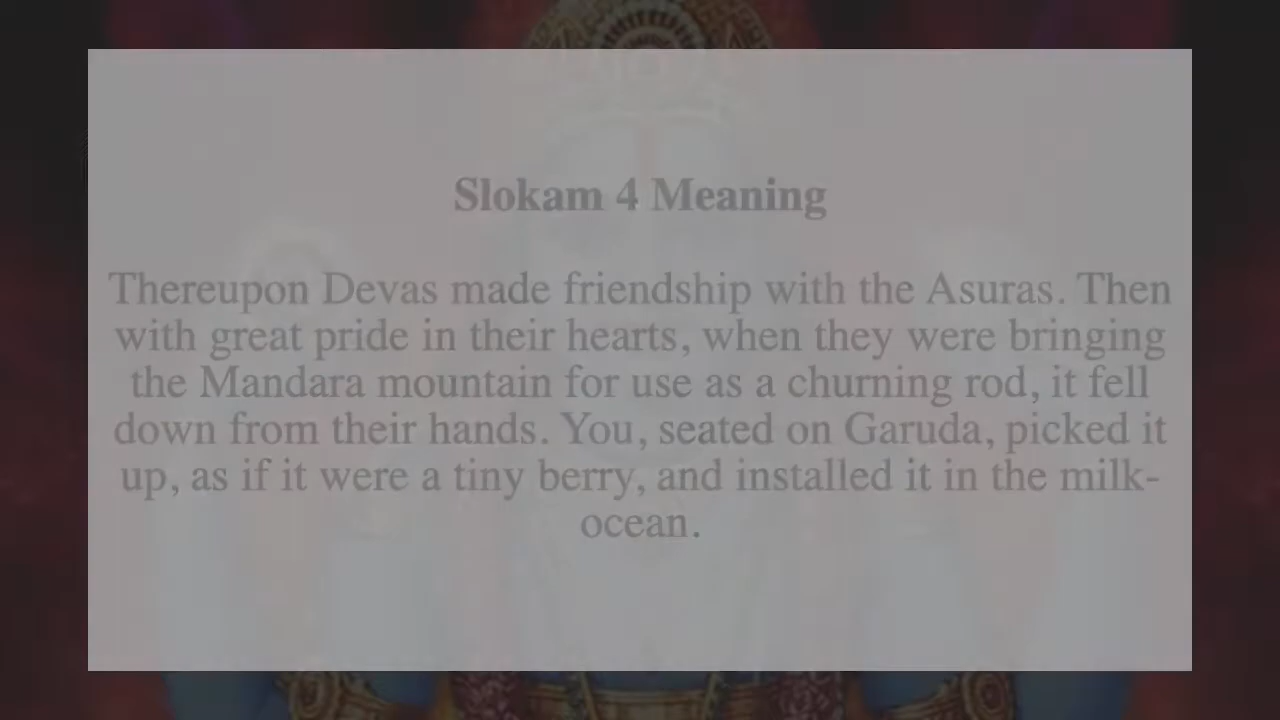 Slokam 4 Meaning
Thereupon Devas made friendship with the Asuras. Then
with great pride in their hearts, when they were bringing
the Mandara mountain for use as a churning rod, it fell
down from their hands. You, seated on Garuda, picked it
up, as if it were a tiny berry, and installed it in the milk-
ocean.